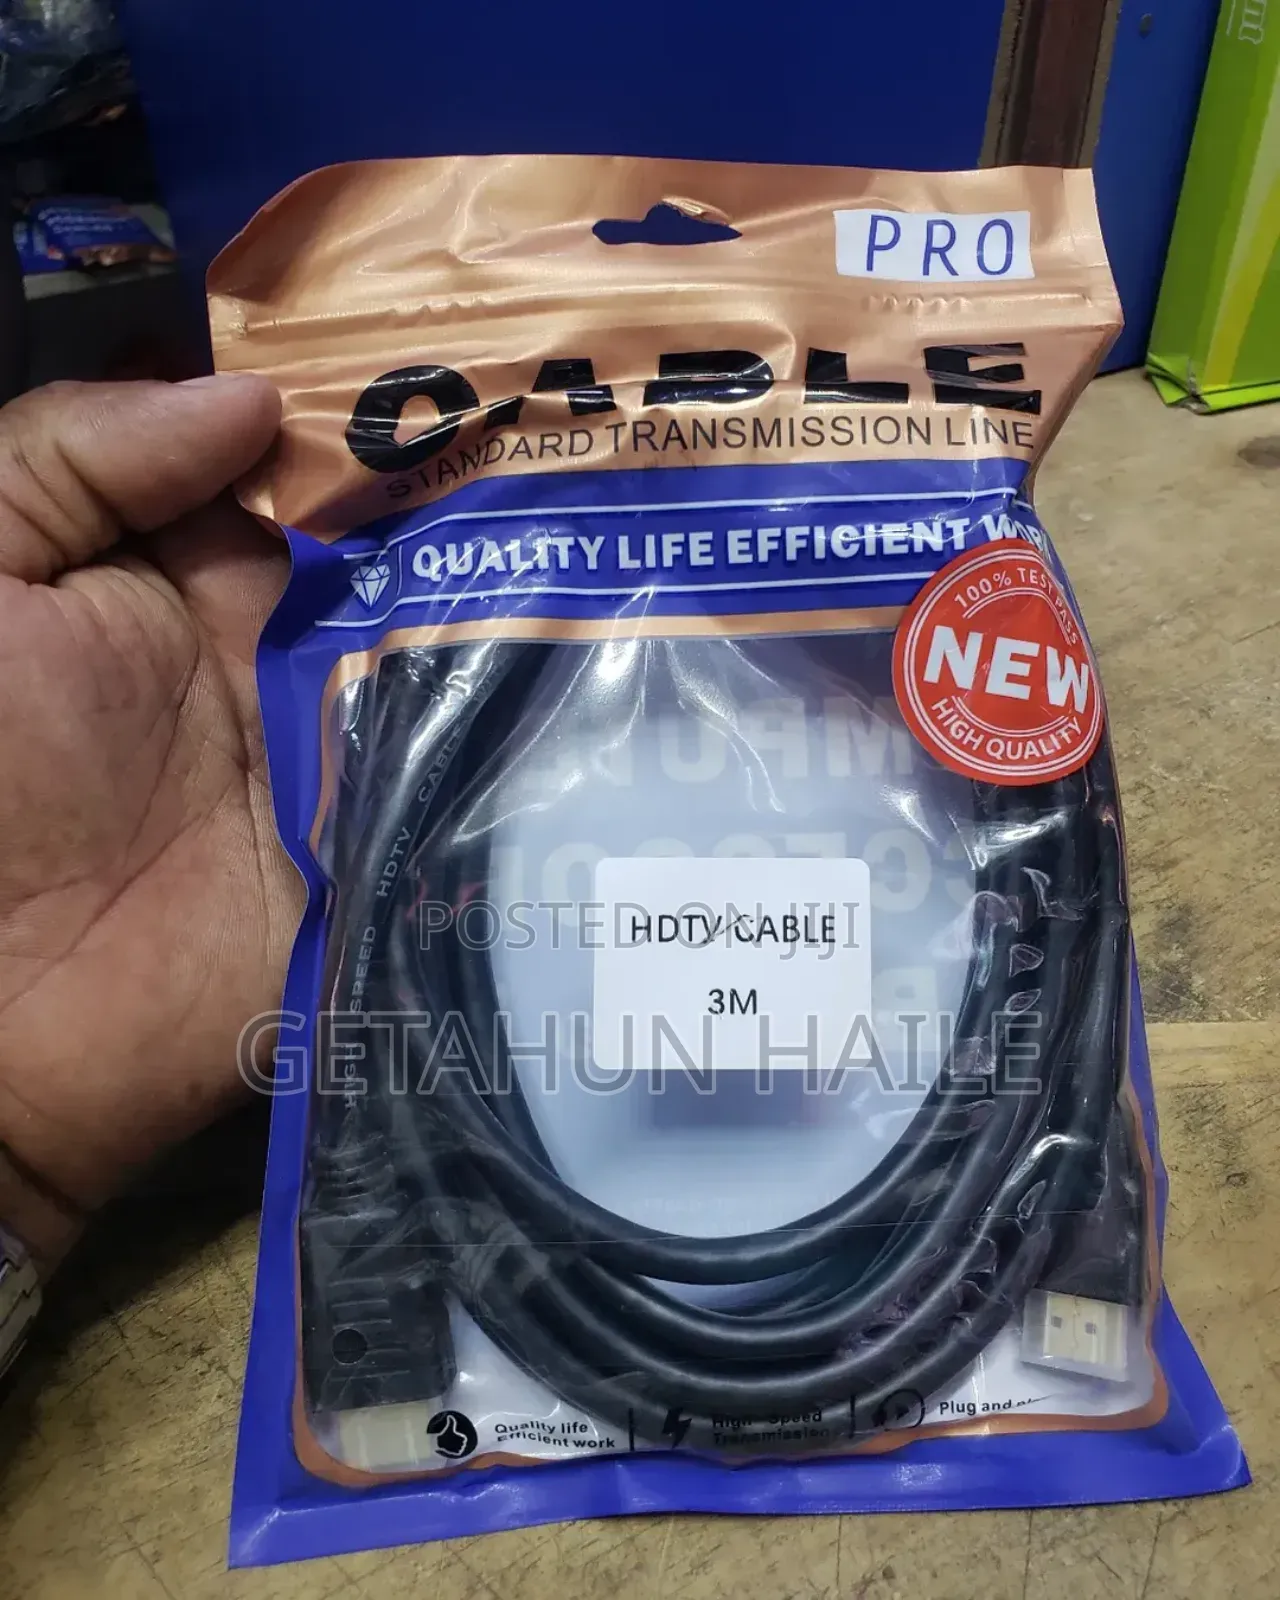 PRO
CABLE
STANDARD TRANSMISSION LINE
QUALITY LIFE EFFICIENT
100% TEST PASS
NEW
HIGH QUALITY
HIGH SPEED HDTV CABLE
POSTED ON JIJI
HDTV CABLE
3M
GETAHUN HAILE
Quality life
Efficient work
High Speed
Transmission
Plug and